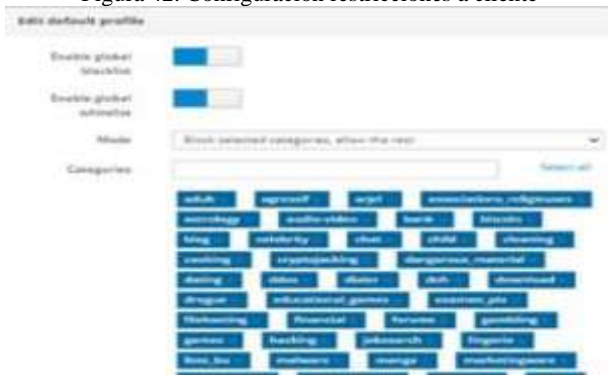 Figura 42. Configuración restricciones a cliente
Edit default profile
Enable global blacklist
Enable global whitelist
Mode Block selected categories, allow the rest
Categories Select all
adult agressif arjel associations_religieuses
astrology audio-video bank bitcoin
blog celebrity chat child cleaning
cooking cryptojacking dangerous_material
dating ddos dialer doh download
drogue educational_games examen_pix
filehosting financial forums gambling
games hacking jobsearch lingerie
liste_bu malware manga marketingware